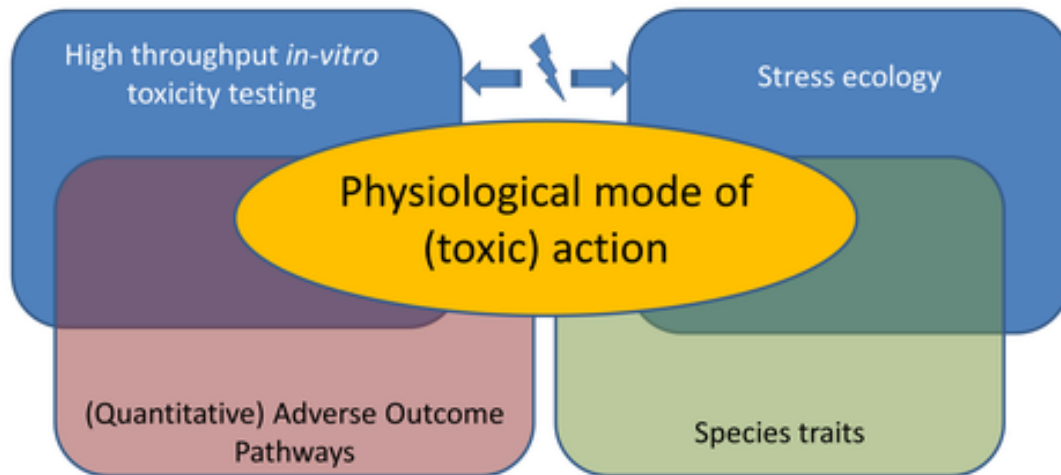 High throughput in-vitro
toxicity testing
Stress ecology
Physiological mode of
(toxic) action
(Quantitative) Adverse Outcome
Pathways
Species traits